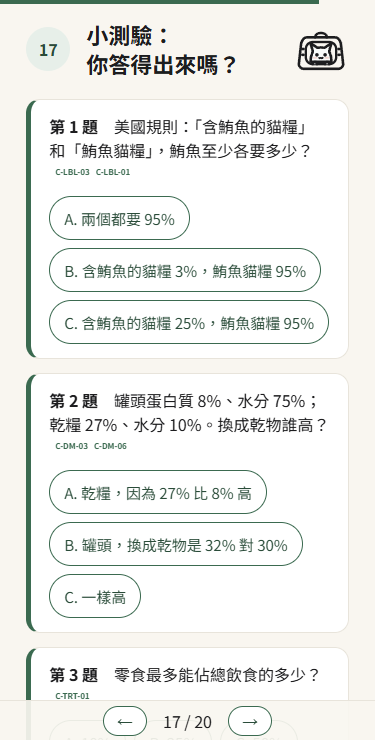 17
小測驗：
你答得出來嗎？
第 1 題　美國規則：「含鮪魚的貓糧」
和「鮪魚貓糧」，鮪魚至少各要多少？
C-LBL-03 C-LBL-01
A. 兩個都要 95%
B. 含鮪魚的貓糧 3%，鮪魚貓糧 95%
C. 含鮪魚的貓糧 25%，鮪魚貓糧 95%
第 2 題　罐頭蛋白質 8%、水分 75%；
乾糧 27%、水分 10%。換成乾物誰高？
C-DM-03 C-DM-06
A. 乾糧，因為 27% 比 8% 高
B. 罐頭，換成乾物是 32% 對 30%
C. 一樣高
第 3 題　零食最多能佔總飲食的多少？
C-TRT-01
← 17 / 20 →